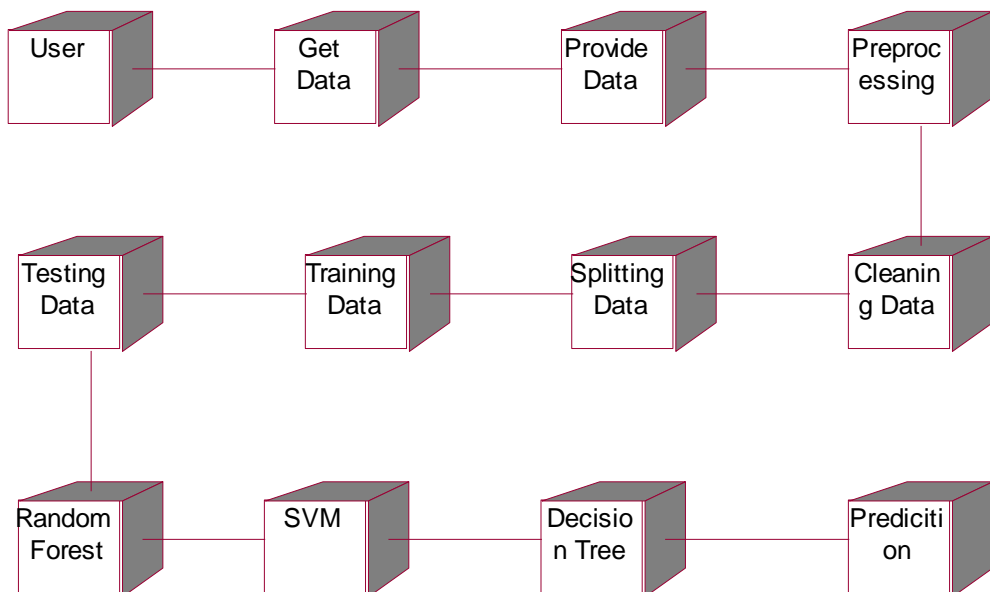 User
Get
Data
Provide
Data
Preproc
essing
Cleanin
g Data
Splitting
Data
Training
Data
Testing
Data
Random
Forest
SVM
Decisio
n Tree
Prediciti
on